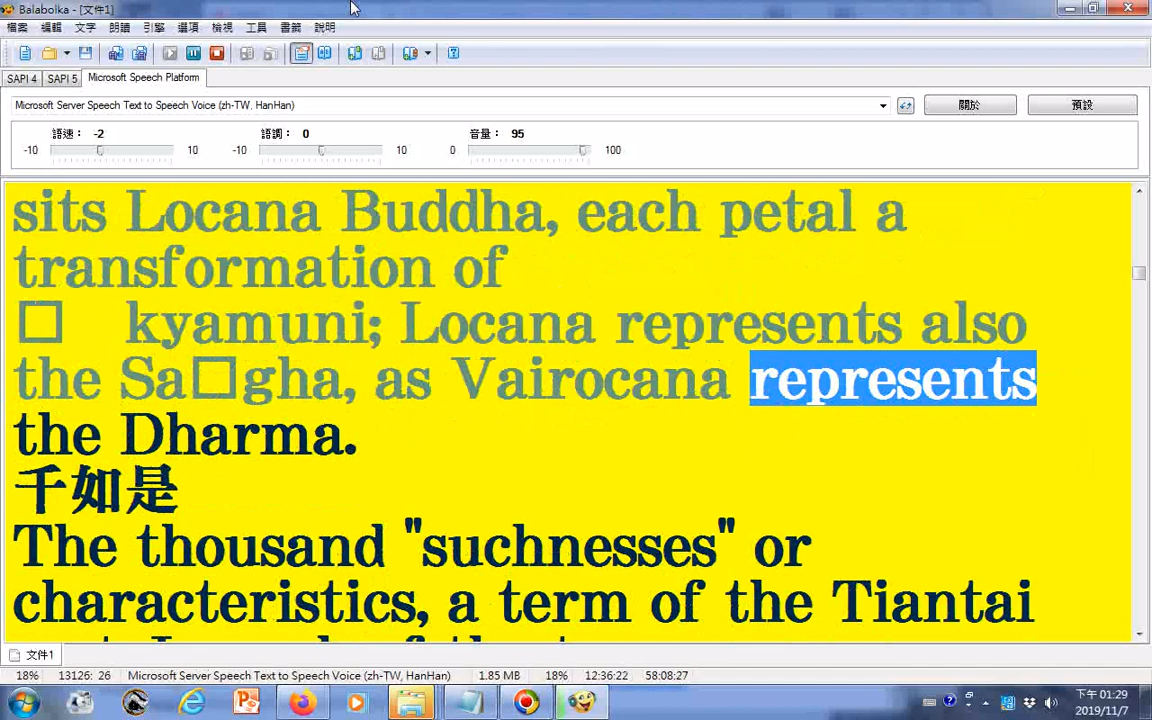 Balabolka - [文件1]
檔案 編輯 文字 朗讀 引擎 選項 檢視 工具 書籤 說明
SAPI 4 SAPI 5 Microsoft Speech Platform
Microsoft Server Speech Text to Speech Voice (zh-TW, HanHan) 關於 預設
語速： -2 語調： 0 音量： 95
-10 10 -10 10 0 100
sits Locana Buddha, each petal a
transformation of
□ kyamuni; Locana represents also
the Sa□gha, as Vairocana represents
the Dharma.
千如是
The thousand "suchnesses" or
characteristics, a term of the Tiantai
文件1
18% 13126: 26 Microsoft Server Speech Text to Speech Voice (zh-TW, HanHan) 1.85 MB 18% 12:36:22 58:08:27
下午 01:29
2019/11/7